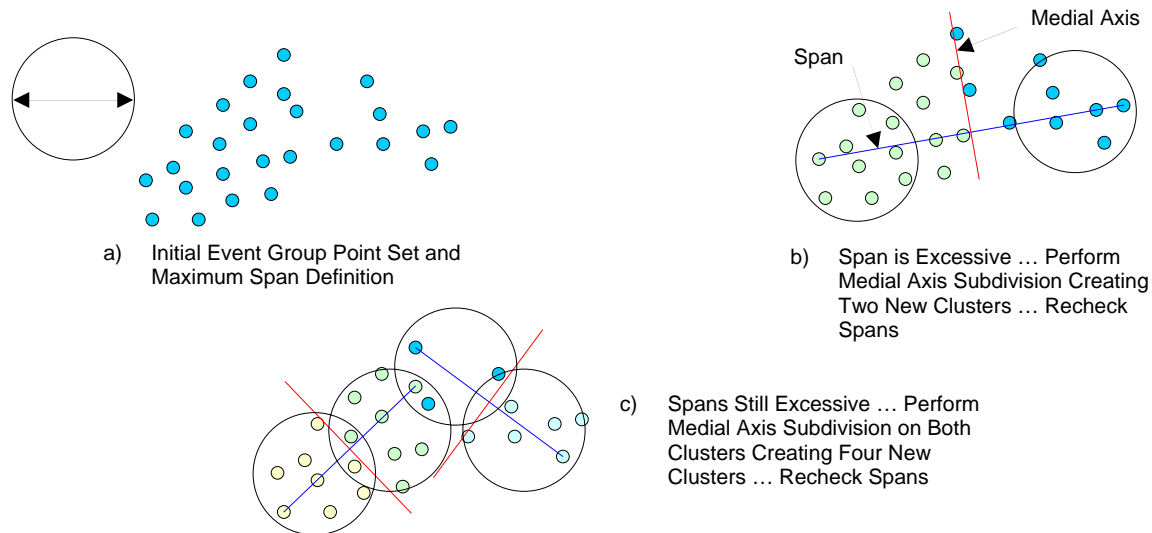 Medial Axis
Span
a) Initial Event Group Point Set and
Maximum Span Definition
b) Span is Excessive … Perform
Medial Axis Subdivision Creating
Two New Clusters … Recheck
Spans
c) Spans Still Excessive … Perform
Medial Axis Subdivision on Both
Clusters Creating Four New
Clusters … Recheck Spans